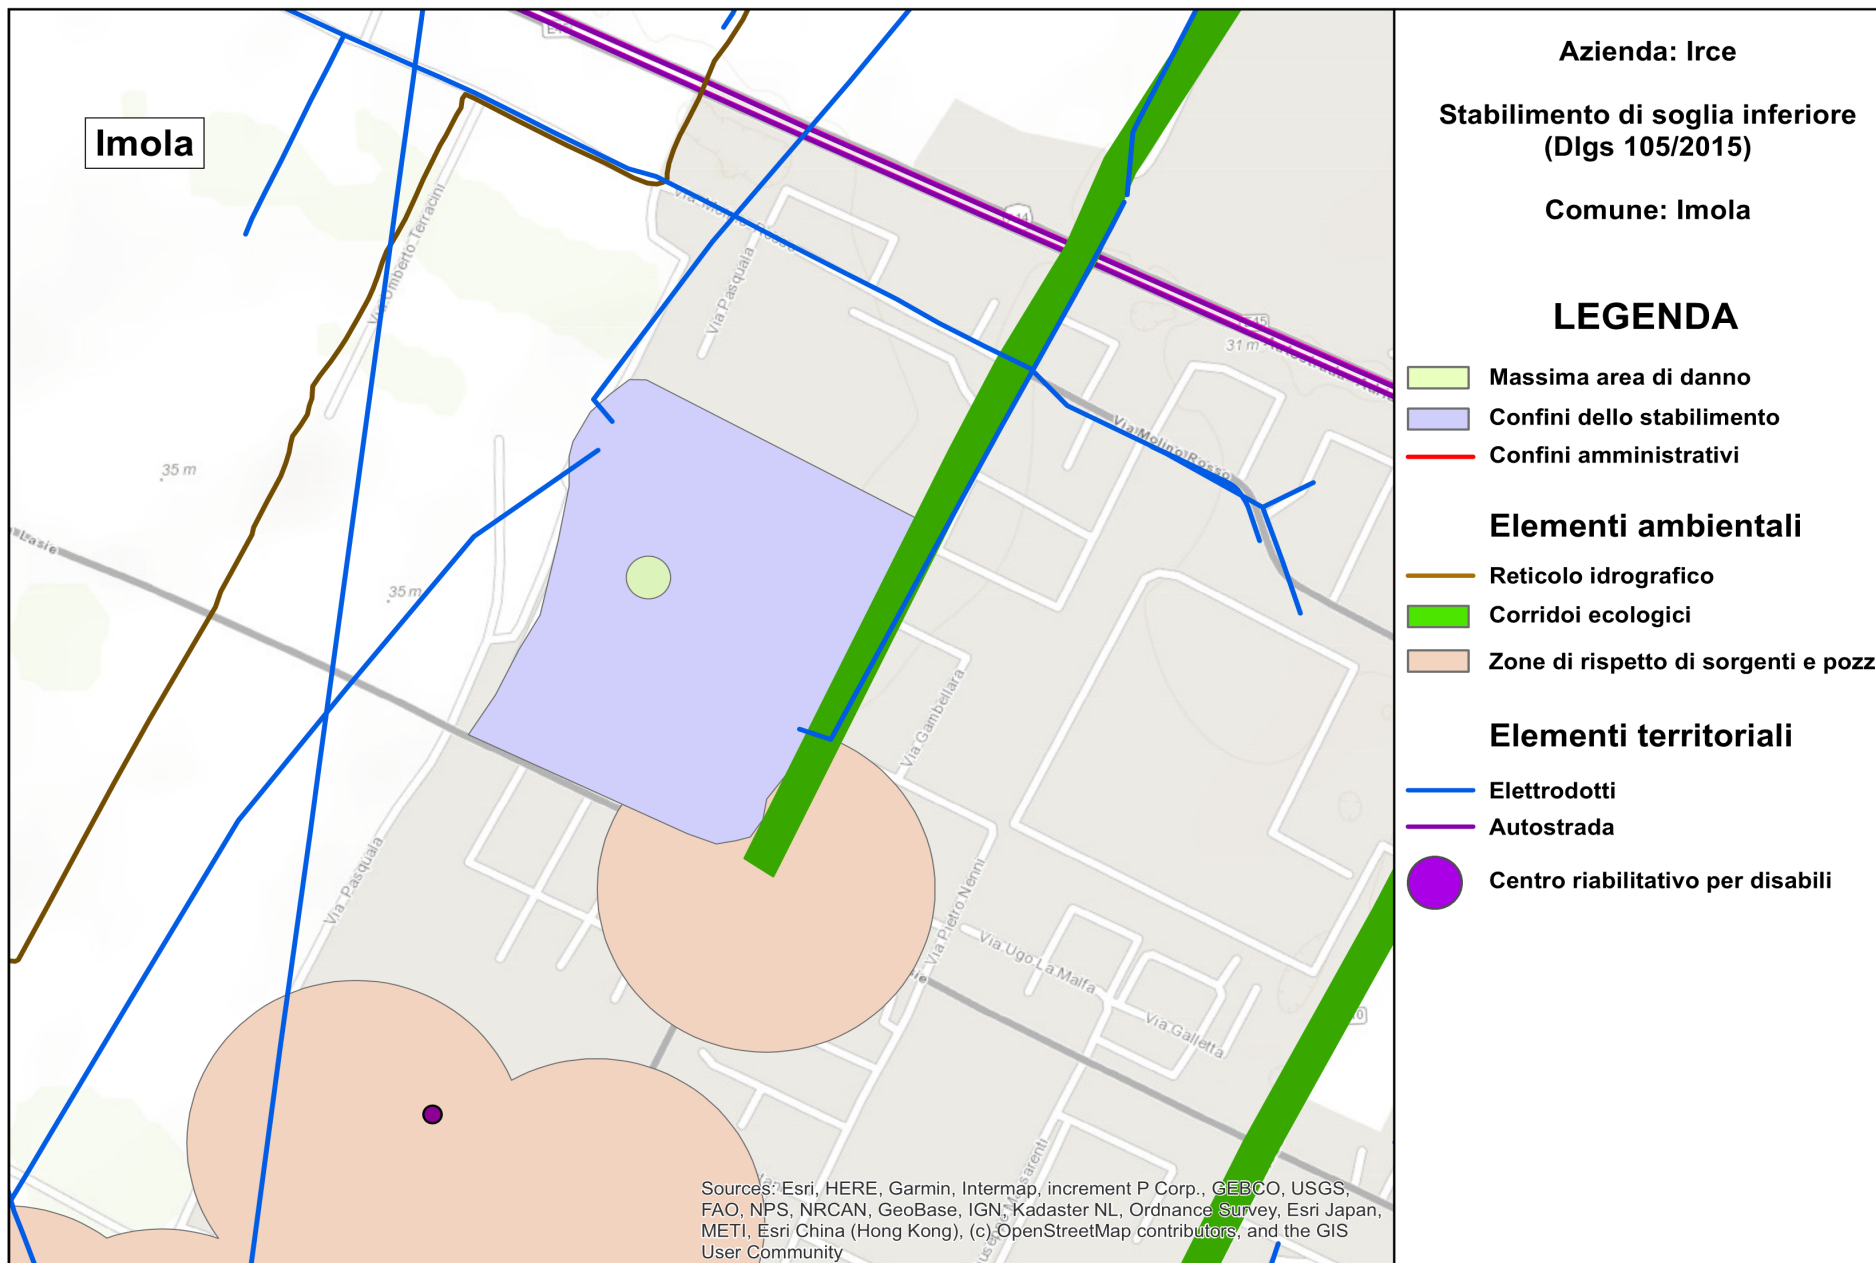 Imola
Via Umberto Terracini
Via Molino Rosso
Via Pasquala
35 m
35 m
Lasie
Via Pasquala
31 m
Via Molino Rosso
Via Gambellara
Via Pietro Nenni
Via Ugo La Malfa
Via Galletta
Sources: Esri, HERE, Garmin, Intermap, increment P Corp., GEBCO, USGS,
FAO, NPS, NRCAN, GeoBase, IGN, Kadaster NL, Ordnance Survey, Esri Japan,
METI, Esri China (Hong Kong), (c) OpenStreetMap contributors, and the GIS
User Community
Azienda: Irce
Stabilimento di soglia inferiore
(Dlgs 105/2015)
Comune: Imola
LEGENDA
Massima area di danno
Confini dello stabilimento
Confini amministrativi
Elementi ambientali
Reticolo idrografico
Corridoi ecologici
Zone di rispetto di sorgenti e pozz
Elementi territoriali
Elettrodotti
Autostrada
Centro riabilitativo per disabili